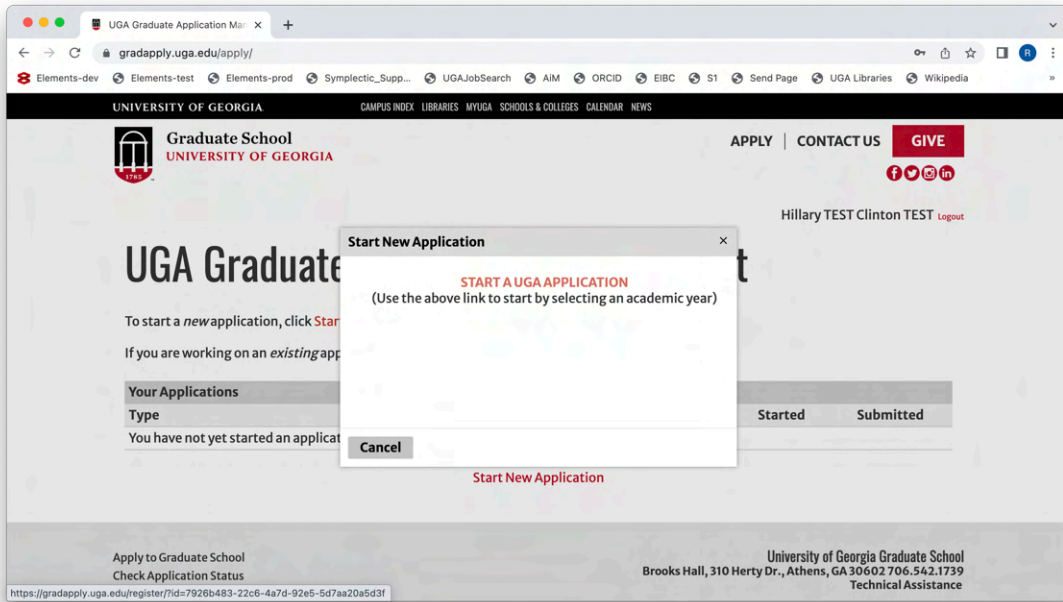 UGA Graduate Application Man
gradapply.uga.edu/apply/
R
Elements-dev Elements-test Elements-prod Symplectic_Supp... UGAJobSearch AiM ORCID EIBC S1 Send Page UGA Libraries Wikipedia »
UNIVERSITY OF GEORGIA CAMPUS INDEX LIBRARIES MYUGA SCHOOLS & COLLEGES CALENDAR NEWS
1785
Graduate School
UNIVERSITY OF GEORGIA
APPLY | CONTACT US GIVE
Hillary TEST Clinton TEST Logout
UGA Graduate t
To start a new application, click Star
If you are working on an existing app
Your Applications
Type Started Submitted
You have not yet started an applicat
Start New Application ×
START A UGA APPLICATION
(Use the above link to start by selecting an academic year)
Cancel
Start New Application
Apply to Graduate School
Check Application Status
University of Georgia Graduate School
Brooks Hall, 310 Herty Dr., Athens, GA 30602 706.542.1739
Technical Assistance
https://gradapply.uga.edu/register/?id=7926b483-22c6-4a7d-92e5-5d7aa20a5d3f